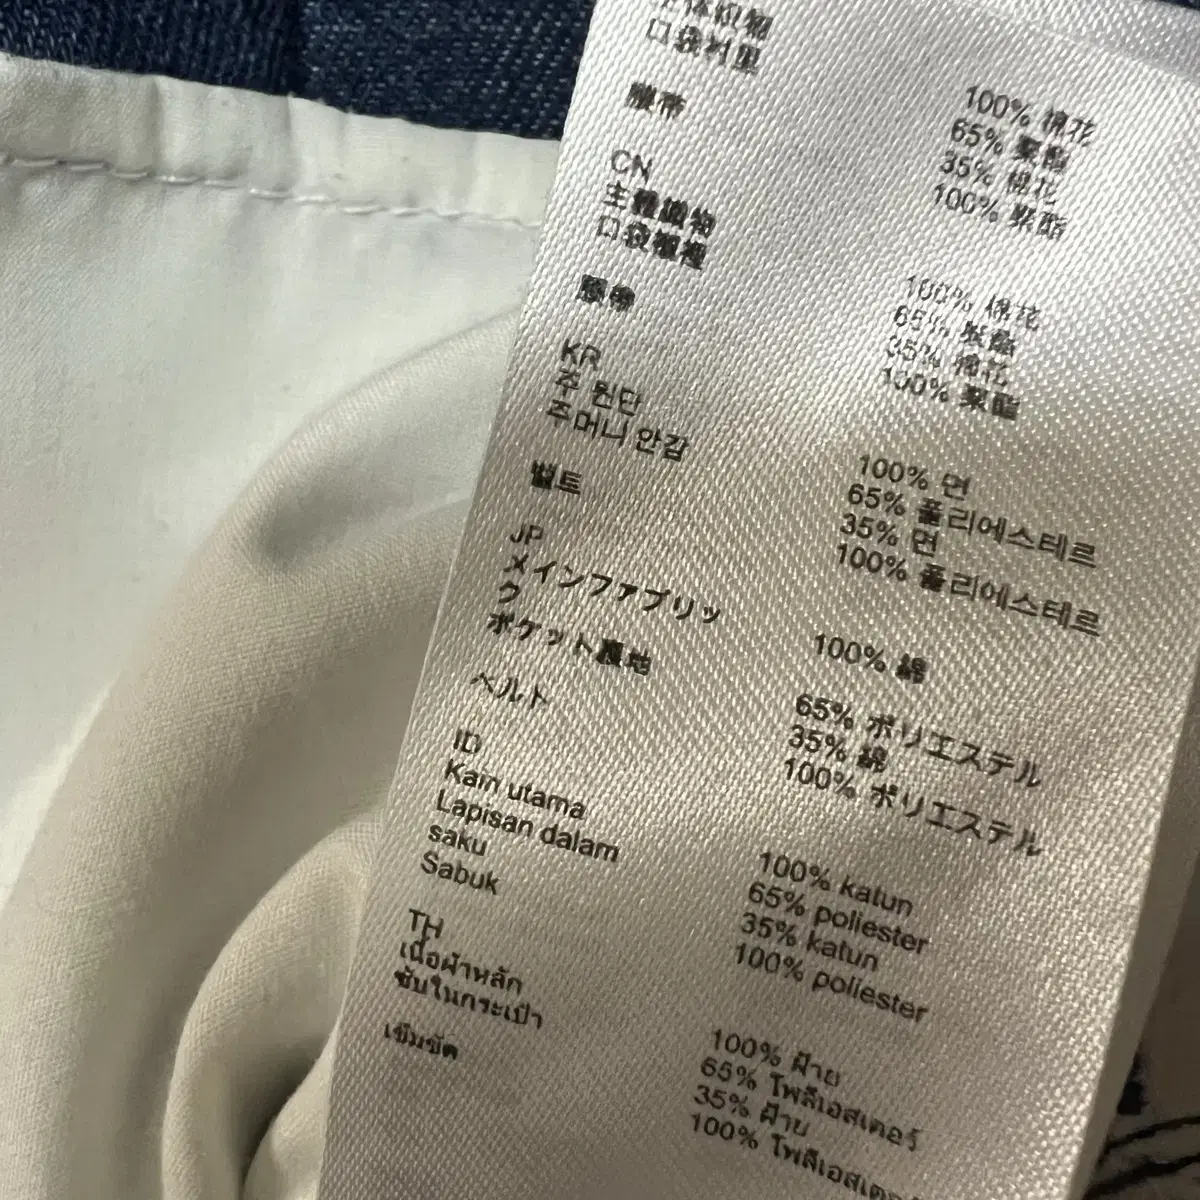 主体织物 100% 棉花
口袋衬里 65% 聚酯
35% 棉花
腰带 100% 聚酯
CN
主體織物 100% 棉花
口袋襯裡 65% 聚酯
35% 棉花
腰帶 100% 聚酯
KR
주 원단 100% 면
주머니 안감 65% 폴리에스테르
35% 면
벨트 100% 폴리에스테르
JP
メインファブリッ
ク 100% 綿
ポケット裏地 65% ポリエステル
35% 綿
ベルト 100% ポリエステル
ID
Kain utama 100% katun
Lapisan dalam 65% poliester
saku 35% katun
Sabuk 100% poliester
TH
เนื้อผ้าหลัก 100% ฝ้าย
ซับในกระเป๋า 65% โพลีเอสเตอร์
35% ฝ้าย
เข็มขัด 100%